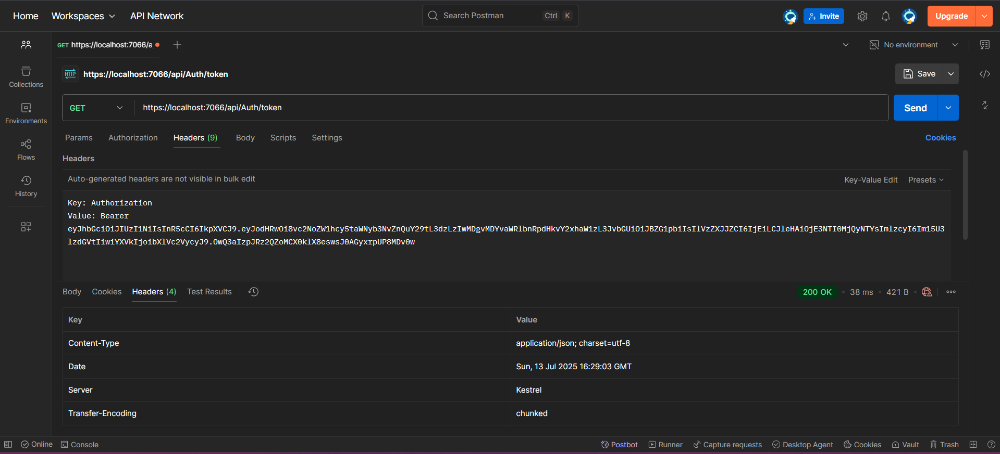 Home
Workspaces
API Network
Search Postman
Ctrl K
Invite
Upgrade
GET https://localhost:7066/a
No environment
HTTP https://localhost:7066/api/Auth/token
Save
Collections
GET
https://localhost:7066/api/Auth/token
Send
Environments
Params
Authorization
Headers (9)
Body
Scripts
Settings
Cookies
Flows
Headers
Auto-generated headers are not visible in bulk edit
Key-Value Edit
Presets
History
Key: Authorization
Value: Bearer
eyJhbGciOiJIUzI1NiIsInR5cCI6IkpXVCJ9.eyJodHRwOi8vc2NoZW1hcy5taWNyb3NvZnQuY29tL3dzLzIwMDgvMDYvaWRlbnRpdHkvY2xhaW1zL3JvbGUiOiJBZG1pbiIsIlVzZXJJZCI6IjEiLCJleHAiOjE3NTI0MjQyNTYsImlzcyI6Im15U3
lzdGVtIiwiYXVkIjoibXlVc2VycyJ9.OwQ3aIzpJRz2QZoMCX0klX8eswsJ0AGyxrpUP8MDv0w
Body
Cookies
Headers (4)
Test Results
200 OK
38 ms
421 B
Key
Value
Content-Type
application/json; charset=utf-8
Date
Sun, 13 Jul 2025 16:29:03 GMT
Server
Kestrel
Transfer-Encoding
chunked
Online
Console
Postbot
Runner
Capture requests
Desktop Agent
Cookies
Vault
Trash